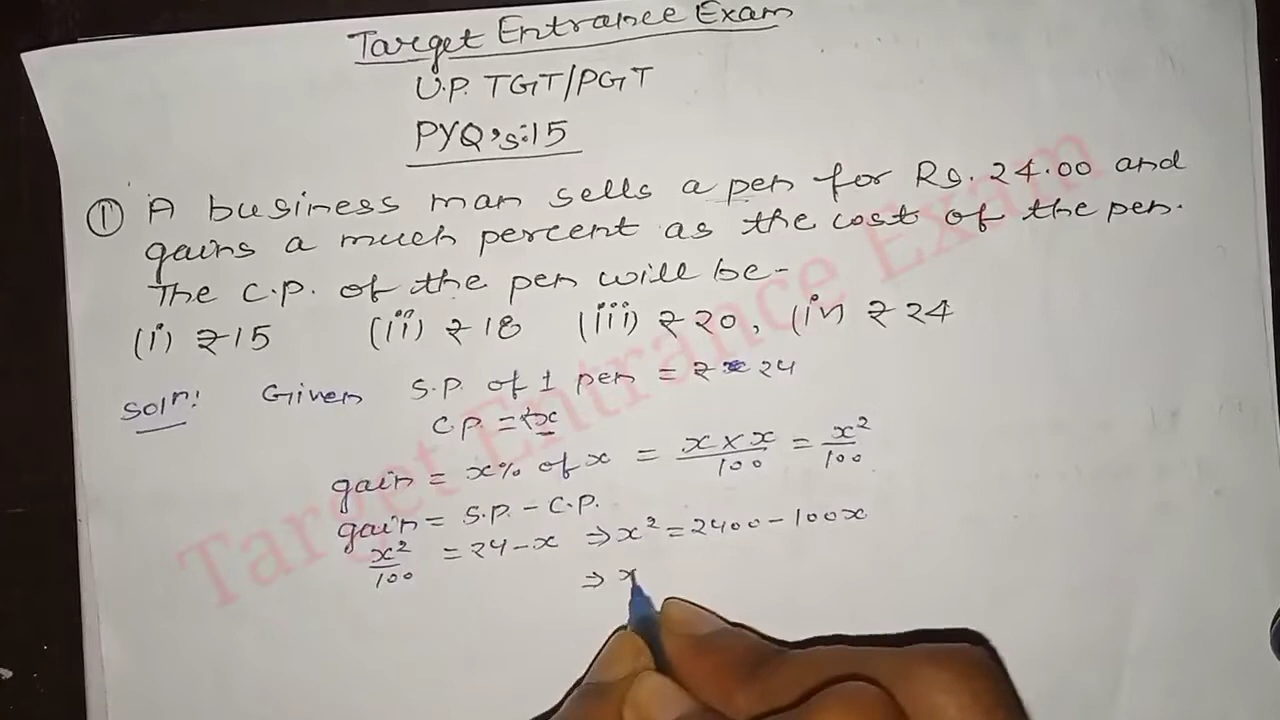 Target Entrance Exam
U.P. TGT/PGT
PYQ's:15
① A business man sells a pen for Rs. 24.00 and
gains a much percent as the cost of the pen.
The C.P. of the pen will be-
(i) ₹15 (ii) ₹18 (iii) ₹20, (iv) ₹24
Solⁿ: Given S.P. of 1 pen = ₹ 24
C.P. = x
gain = x% of x = x × x / 100 = x² / 100
gain = S.P. - C.P.
x² / 100 = 24 - x ⇒ x² = 2400 - 100x
⇒ x
Target Entrance Exam